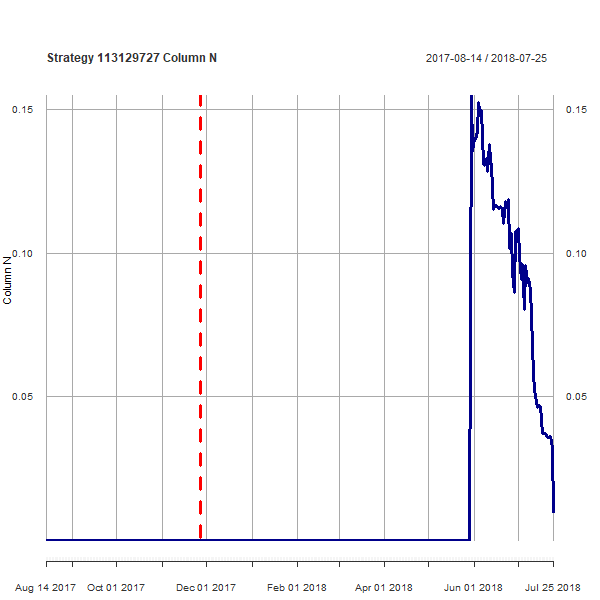 Strategy 113129727 Column N
2017-08-14 / 2018-07-25
0.15 0.15
Column N
0.10 0.10
0.05 0.05
Aug 14 2017 Oct 01 2017 Dec 01 2017 Feb 01 2018 Apr 01 2018 Jun 01 2018 Jul 25 2018